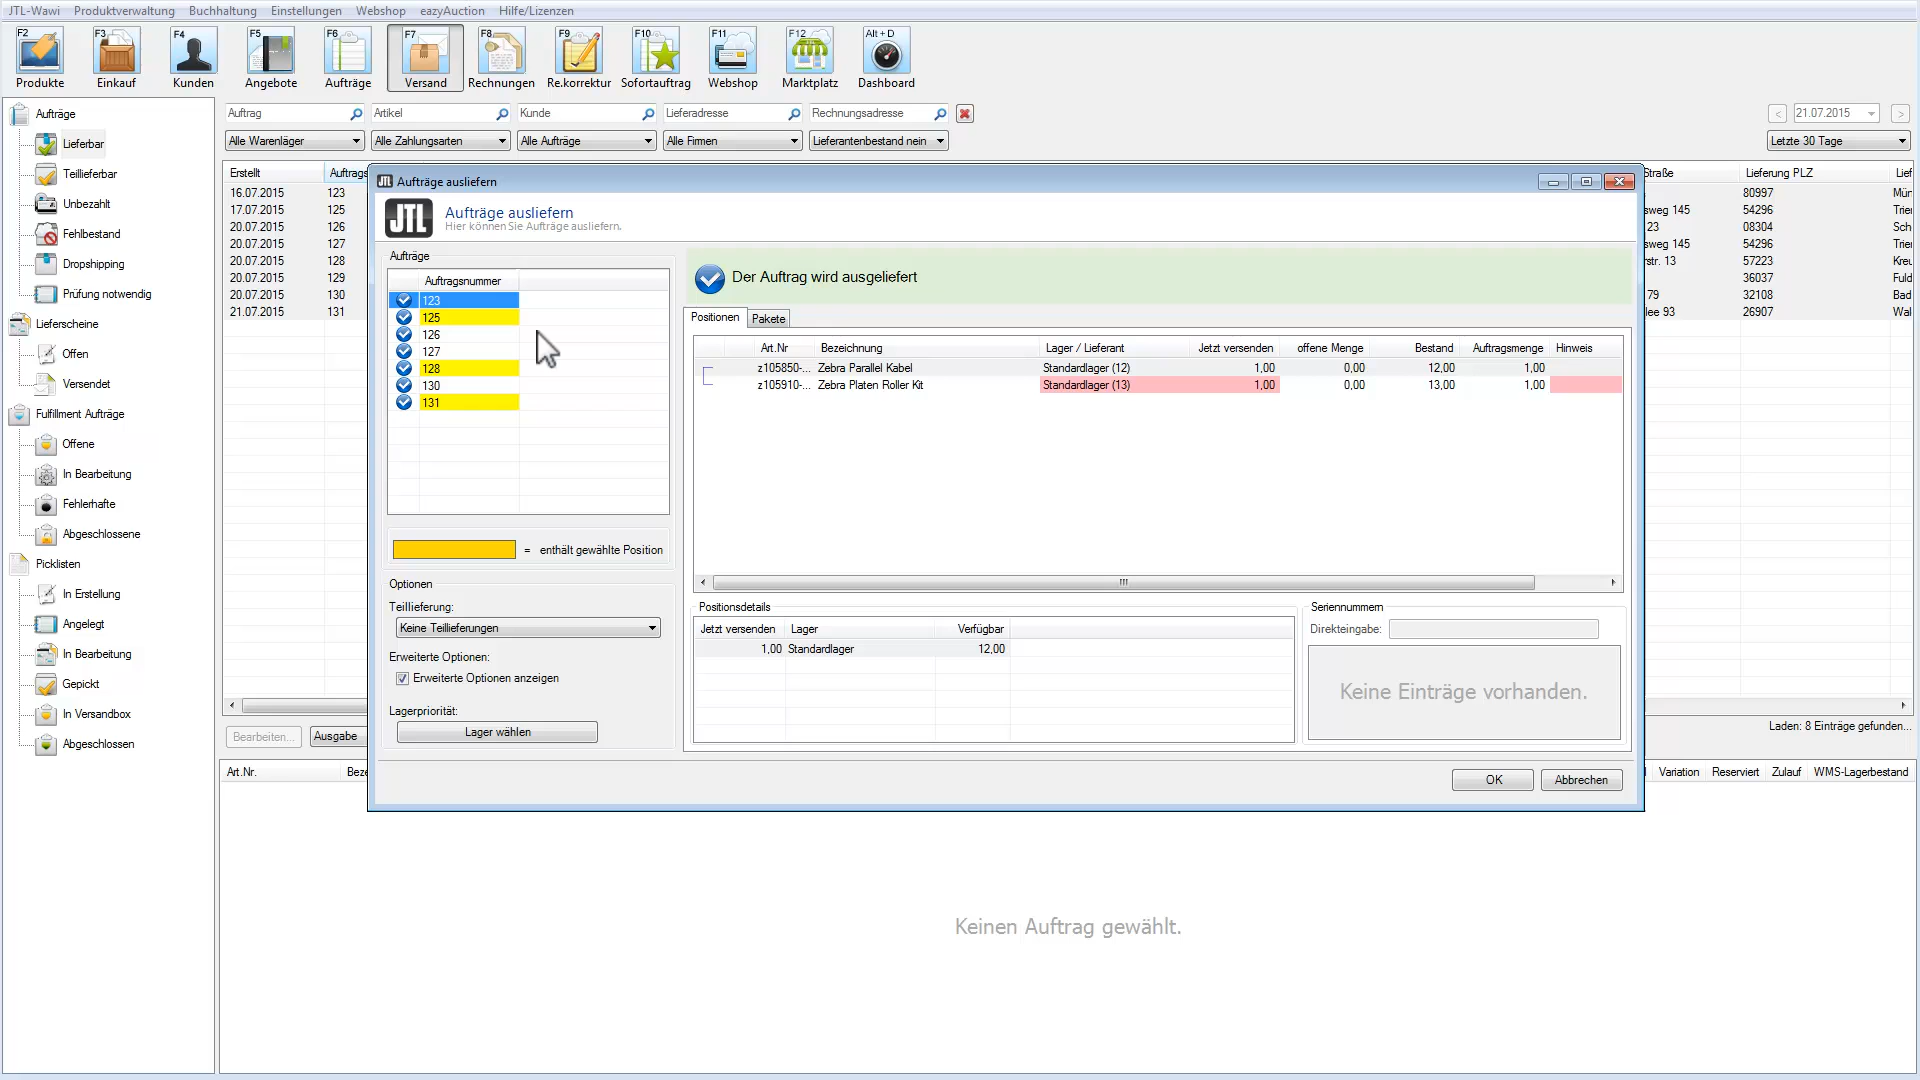 JTL-Wawi Produktverwaltung Buchhaltung Einstellungen Webshop eazyAuction Hilfe/Lizenzen
F2 F3 F4 F5 F6 F7 F8 F9 F10 F11 F12 Alt + D
Produkte Einkauf Kunden Angebote Aufträge Versand Rechnungen Re.korrektur Sofortauftrag Webshop Marktplatz Dashboard
Aufträge
Lieferbar
Teillieferbar
Unbezahlt
Fehlbestand
Dropshipping
Prüfung notwendig
Lieferscheine
Offen
Versendet
Fulfillment Aufträge
Offene
In Bearbeitung
Fehlerhafte
Abgeschlossene
Picklisten
In Erstellung
Angelegt
In Bearbeitung
Gepickt
In Versandbox
Abgeschlossen
Auftrag Artikel Kunde Lieferadresse Rechnungsadresse < 21.07.2015 >
Alle Warenläger Alle Zahlungsarten Alle Aufträge Alle Firmen Lieferantenbestand nein Letzte 30 Tage
Erstellt Auftrags Straße Lieferung PLZ Lief
16.07.2015 123 80997 Mün
17.07.2015 125 sweg 145 54296 Trier
20.07.2015 126 23 08304 Sch
20.07.2015 127 sweg 145 54296 Trier
20.07.2015 128 str. 13 57223 Kreu
20.07.2015 129 36037 Fuld
20.07.2015 130 79 32108 Bad
21.07.2015 131 lee 93 26907 Wal
JTL Aufträge ausliefern
JTL Aufträge ausliefern
Hier können Sie Aufträge ausliefern.
Aufträge
Auftragsnummer
123
125
126
127
128
130
131
= enthält gewählte Position
Optionen
Teillieferung:
Keine Teillieferungen
Erweiterte Optionen:
Erweiterte Optionen anzeigen
Lagerpriorität:
Lager wählen
Der Auftrag wird ausgeliefert
Positionen Pakete
Art.Nr Bezeichnung Lager / Lieferant Jetzt versenden offene Menge Bestand Auftragsmenge Hinweis
z105850-... Zebra Parallel Kabel Standardlager (12) 1,00 0,00 12,00 1,00
z105910-... Zebra Platen Roller Kit Standardlager (13) 1,00 0,00 13,00 1,00
Positionsdetails
Jetzt versenden Lager Verfügbar
1,00 Standardlager 12,00
Seriennummern
Direkteingabe:
Keine Einträge vorhanden.
OK Abbrechen
Bearbeiten... Ausgabe Laden: 8 Einträge gefunden...
Art.Nr. Beze l Variation Reserviert Zulauf WMS-Lagerbestand
Keinen Auftrag gewählt.